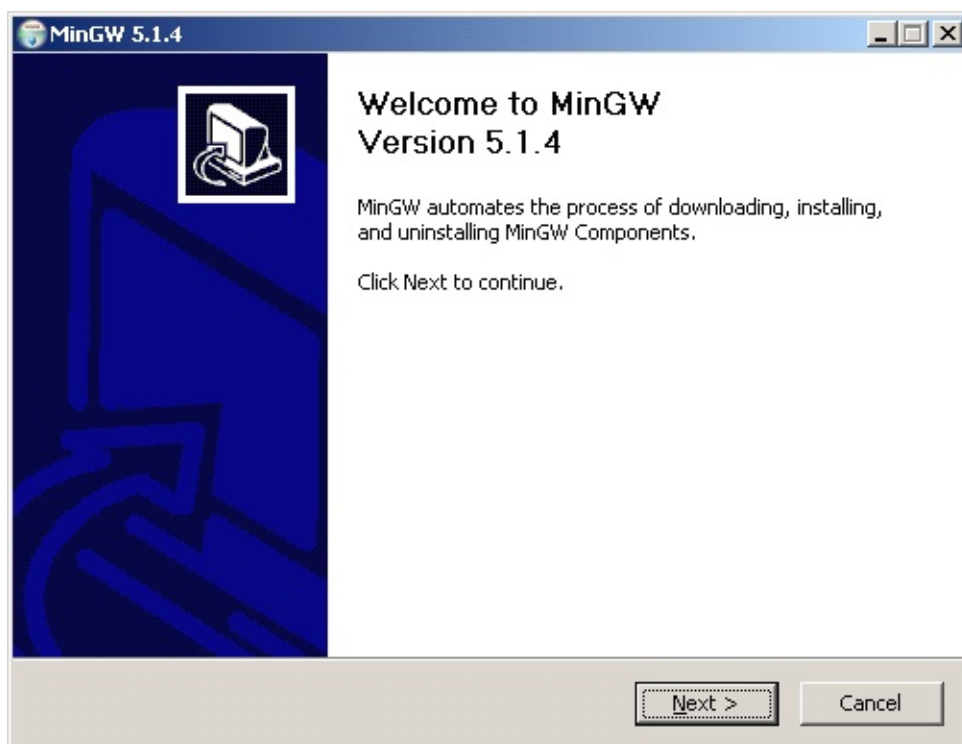 MinGW 5.1.4
Welcome to MinGW
Version 5.1.4
MinGW automates the process of downloading, installing,
and uninstalling MinGW Components.
Click Next to continue.
Next >
Cancel